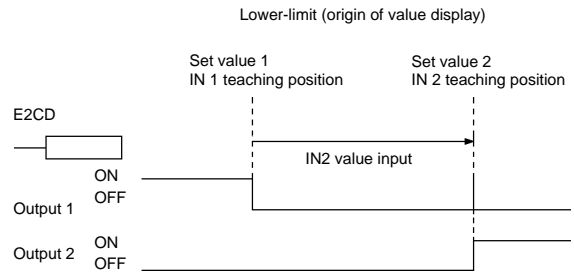 Lower-limit (origin of value display)
Set value 1
IN 1 teaching position
Set value 2
IN 2 teaching position
E2CD
IN2 value input
ON
OFF
Output 1
ON
OFF
Output 2